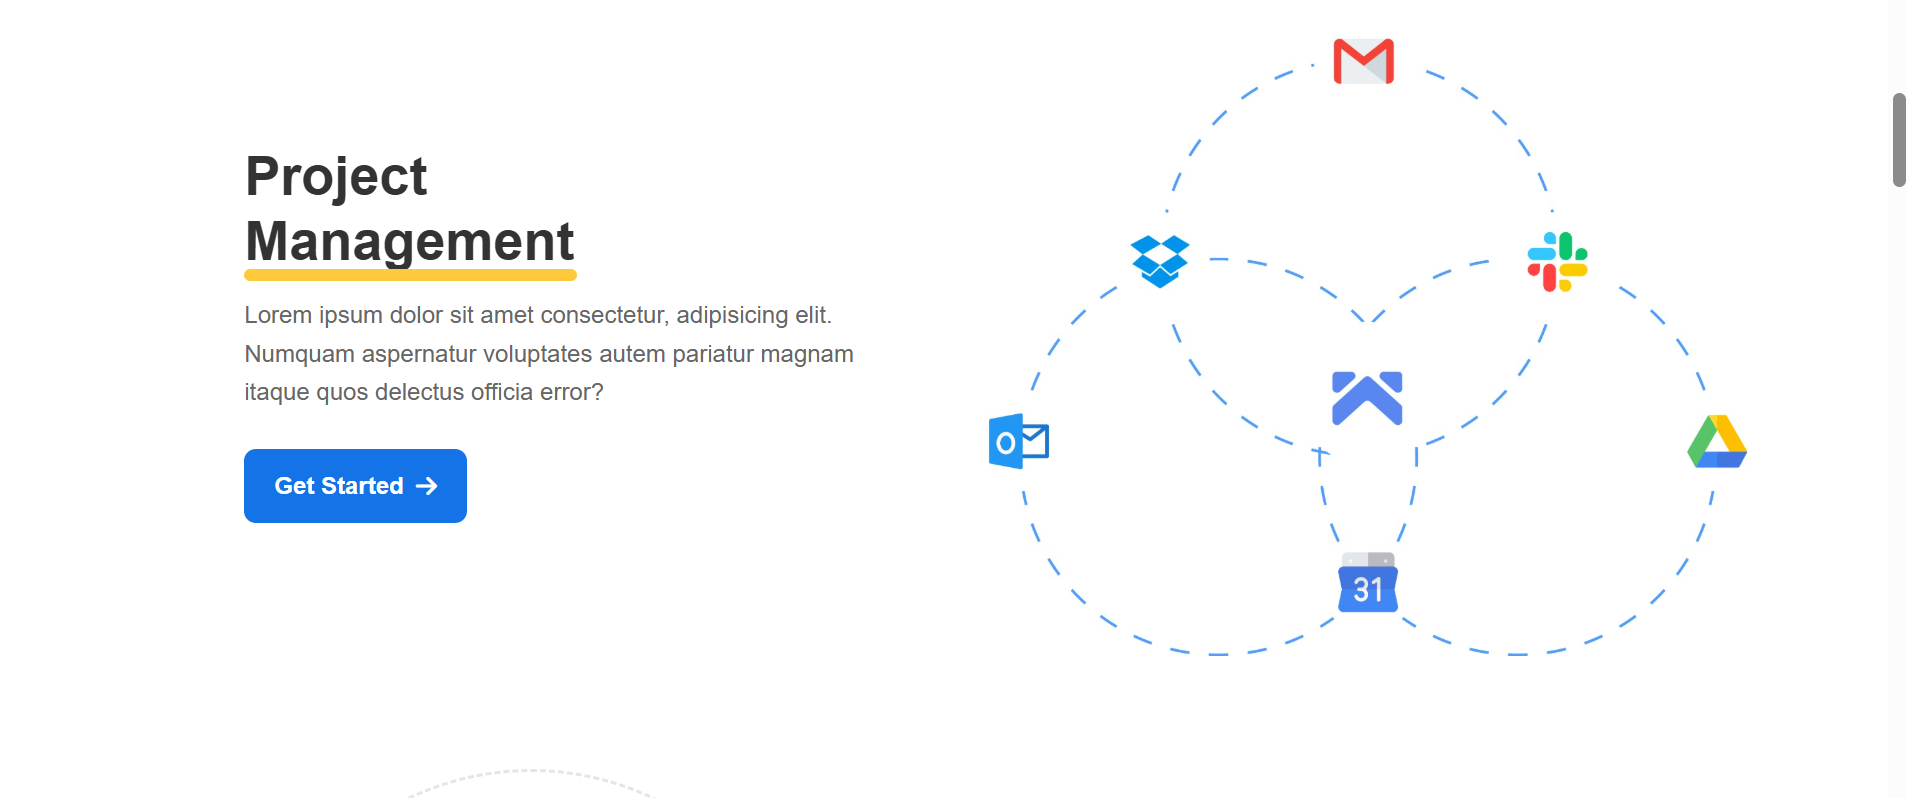 Project
Management
Lorem ipsum dolor sit amet consectetur, adipisicing elit.
Numquam aspernatur voluptates autem pariatur magnam
itaque quos delectus officia error?
Get Started
31